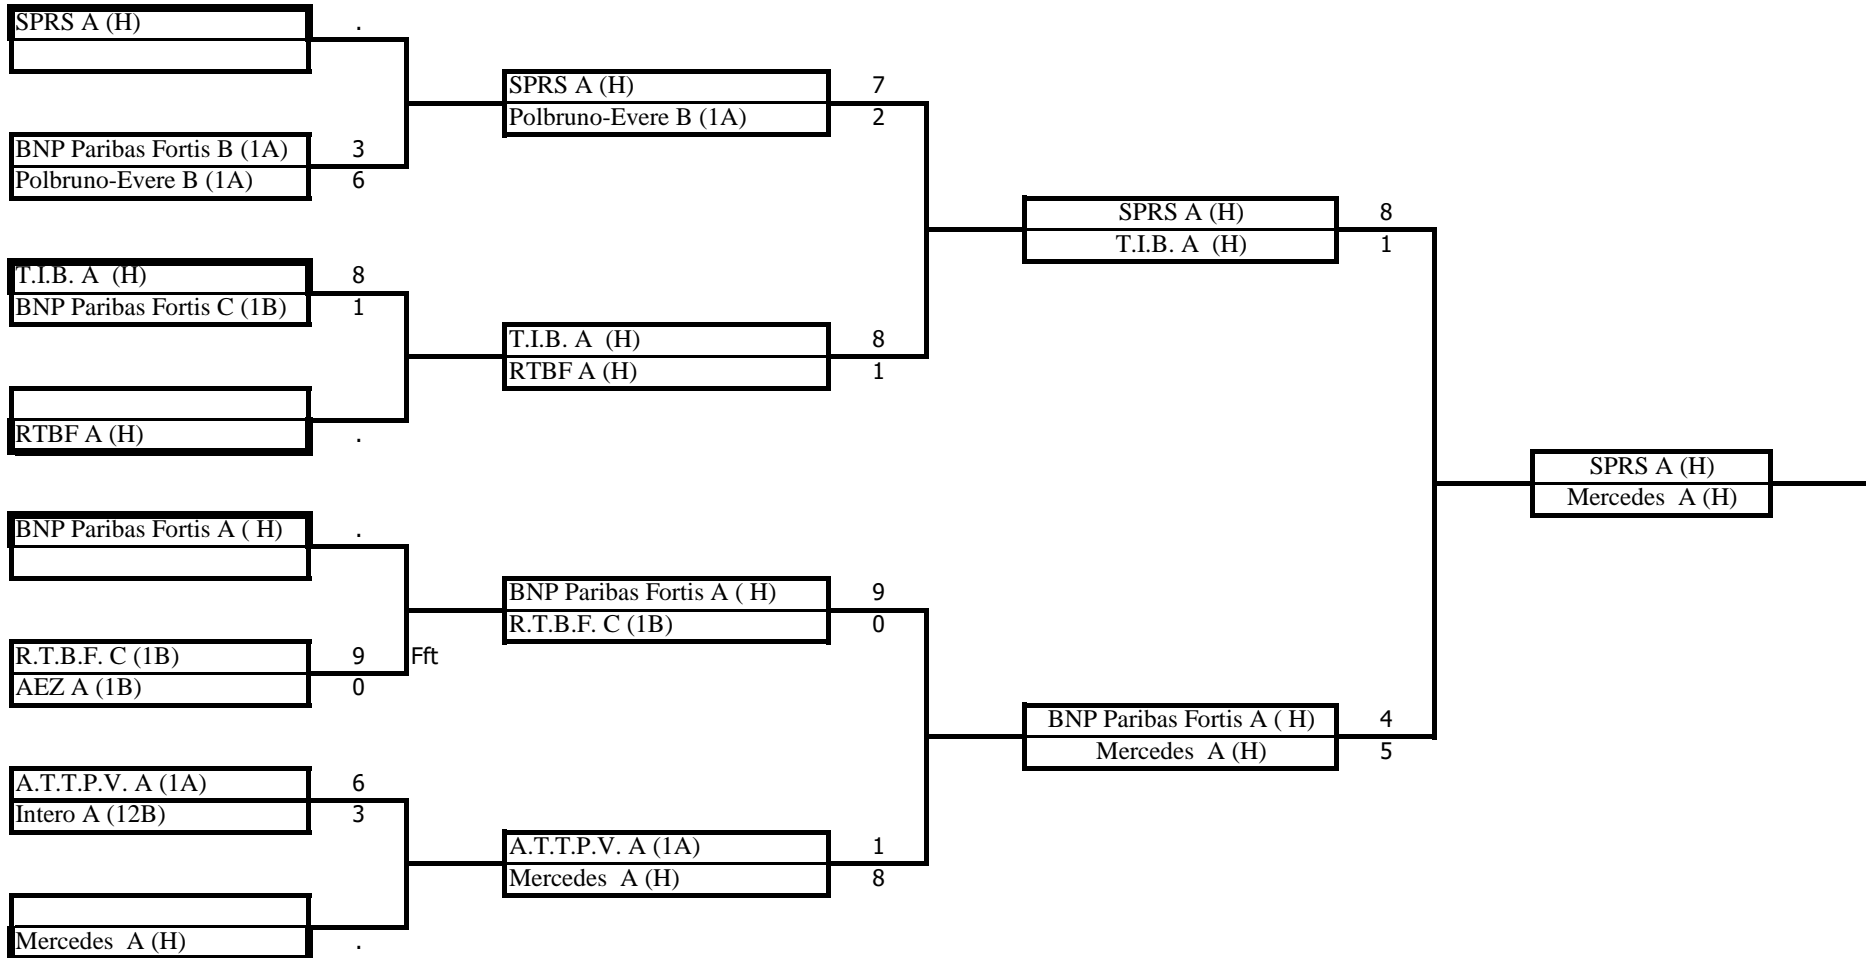 SPRS A (H) .
SPRS A (H) 7
Polbruno-Evere B (1A) 2
BNP Paribas Fortis B (1A) 3
Polbruno-Evere B (1A) 6
SPRS A (H) 8
T.I.B. A (H) 1
T.I.B. A (H) 8
BNP Paribas Fortis C (1B) 1
T.I.B. A (H) 8
RTBF A (H) 1
RTBF A (H) .
SPRS A (H)
Mercedes A (H)
BNP Paribas Fortis A ( H) .
BNP Paribas Fortis A ( H) 9
R.T.B.F. C (1B) 0
R.T.B.F. C (1B) 9 Fft
AEZ A (1B) 0
BNP Paribas Fortis A ( H) 4
Mercedes A (H) 5
A.T.T.P.V. A (1A) 6
Intero A (12B) 3
A.T.T.P.V. A (1A) 1
Mercedes A (H) 8
Mercedes A (H) .